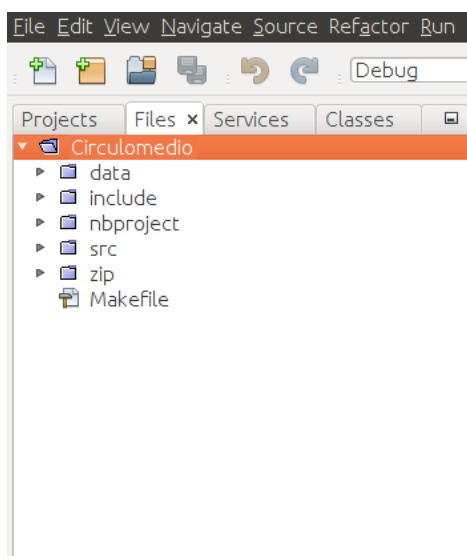 File Edit View Navigate Source Refactor Run
Debug
Projects Files × Services Classes
Circulomedio
data
include
nbproject
src
zip
Makefile